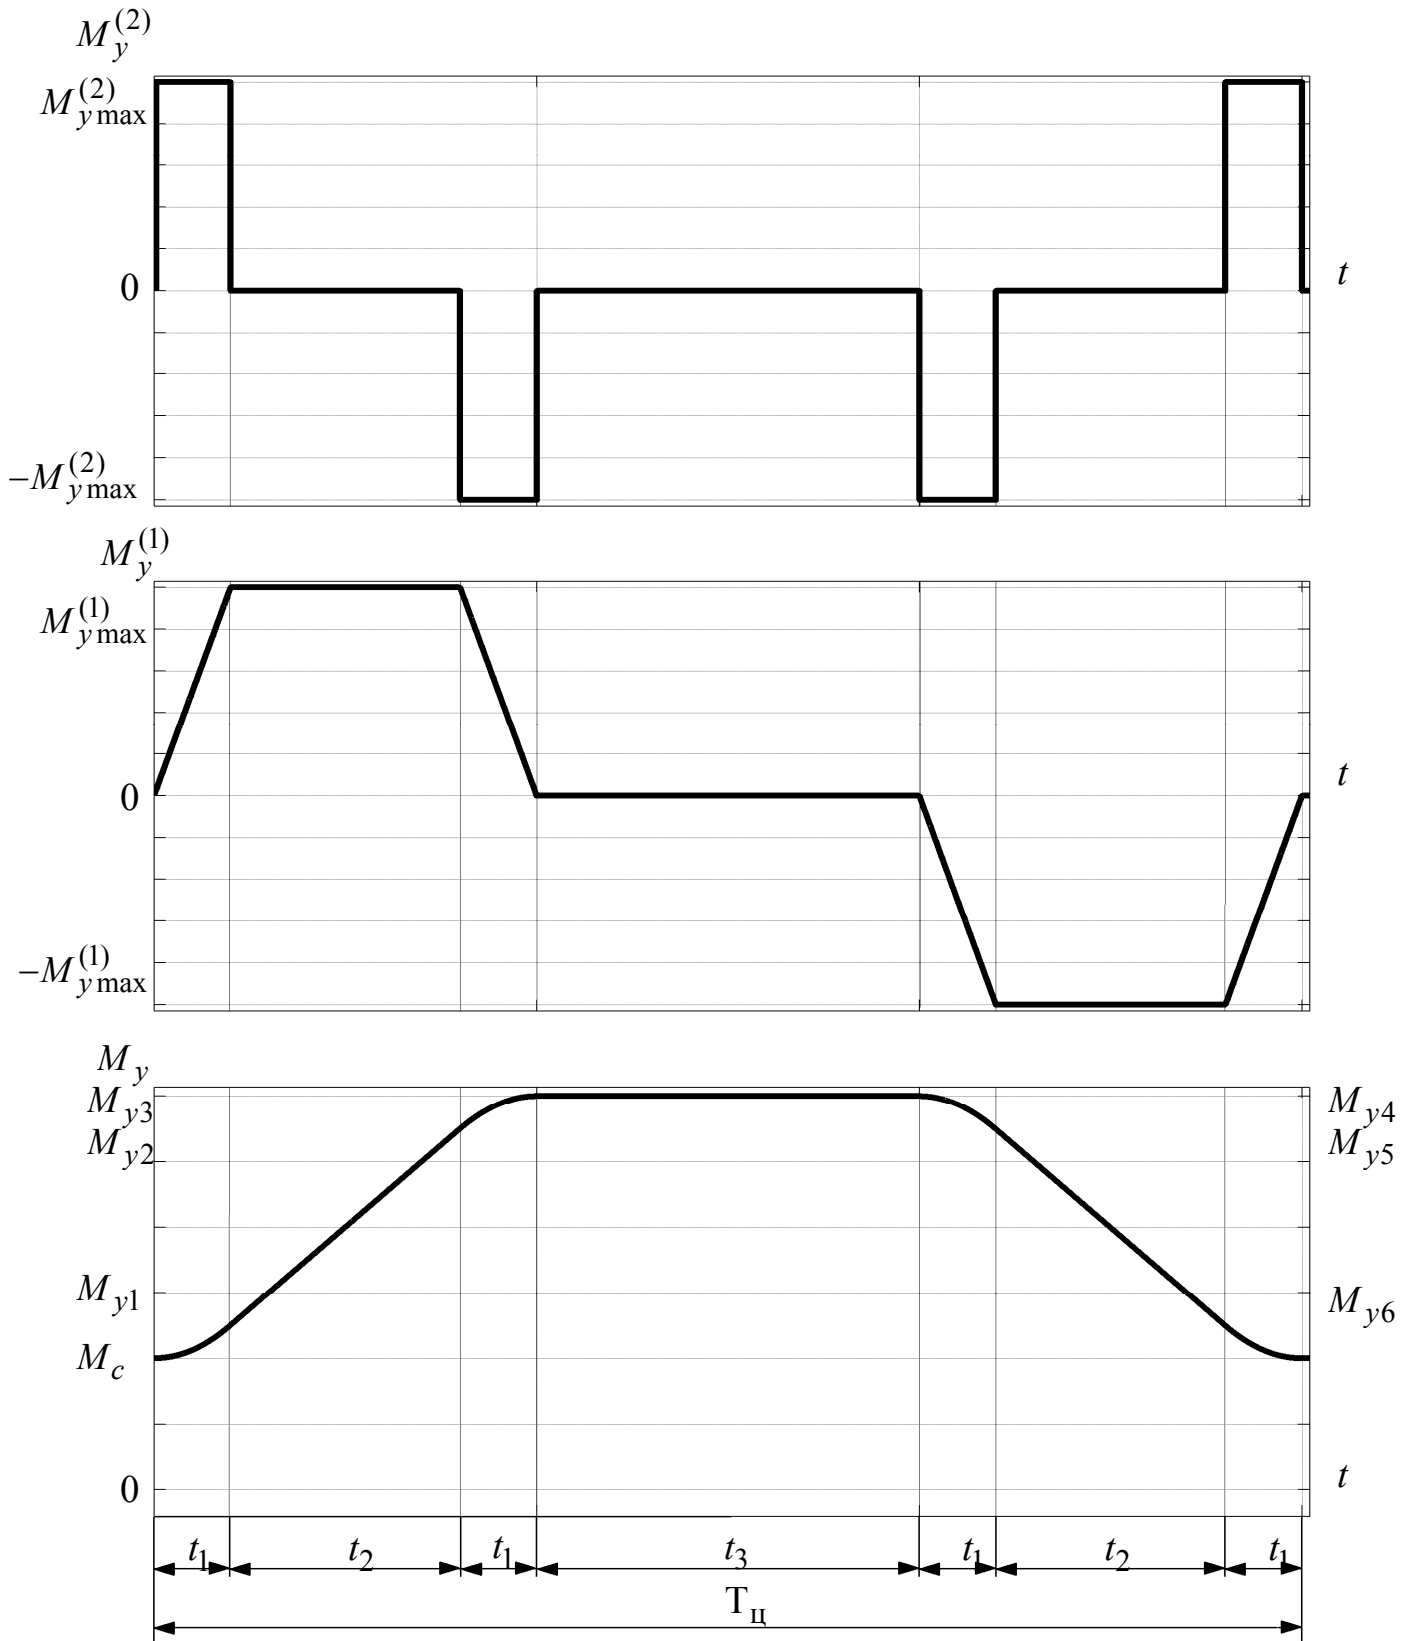 M_y^(2)
M_y max^(2)
0
t
−M_y max^(2)
M_y^(1)
M_y max^(1)
0
t
−M_y max^(1)
M_y
M_y3 M_y4
M_y2 M_y5
M_y1 M_y6
M_c
0
t
t_1 t_2 t_1 t_3 t_1 t_2 t_1
T_ц